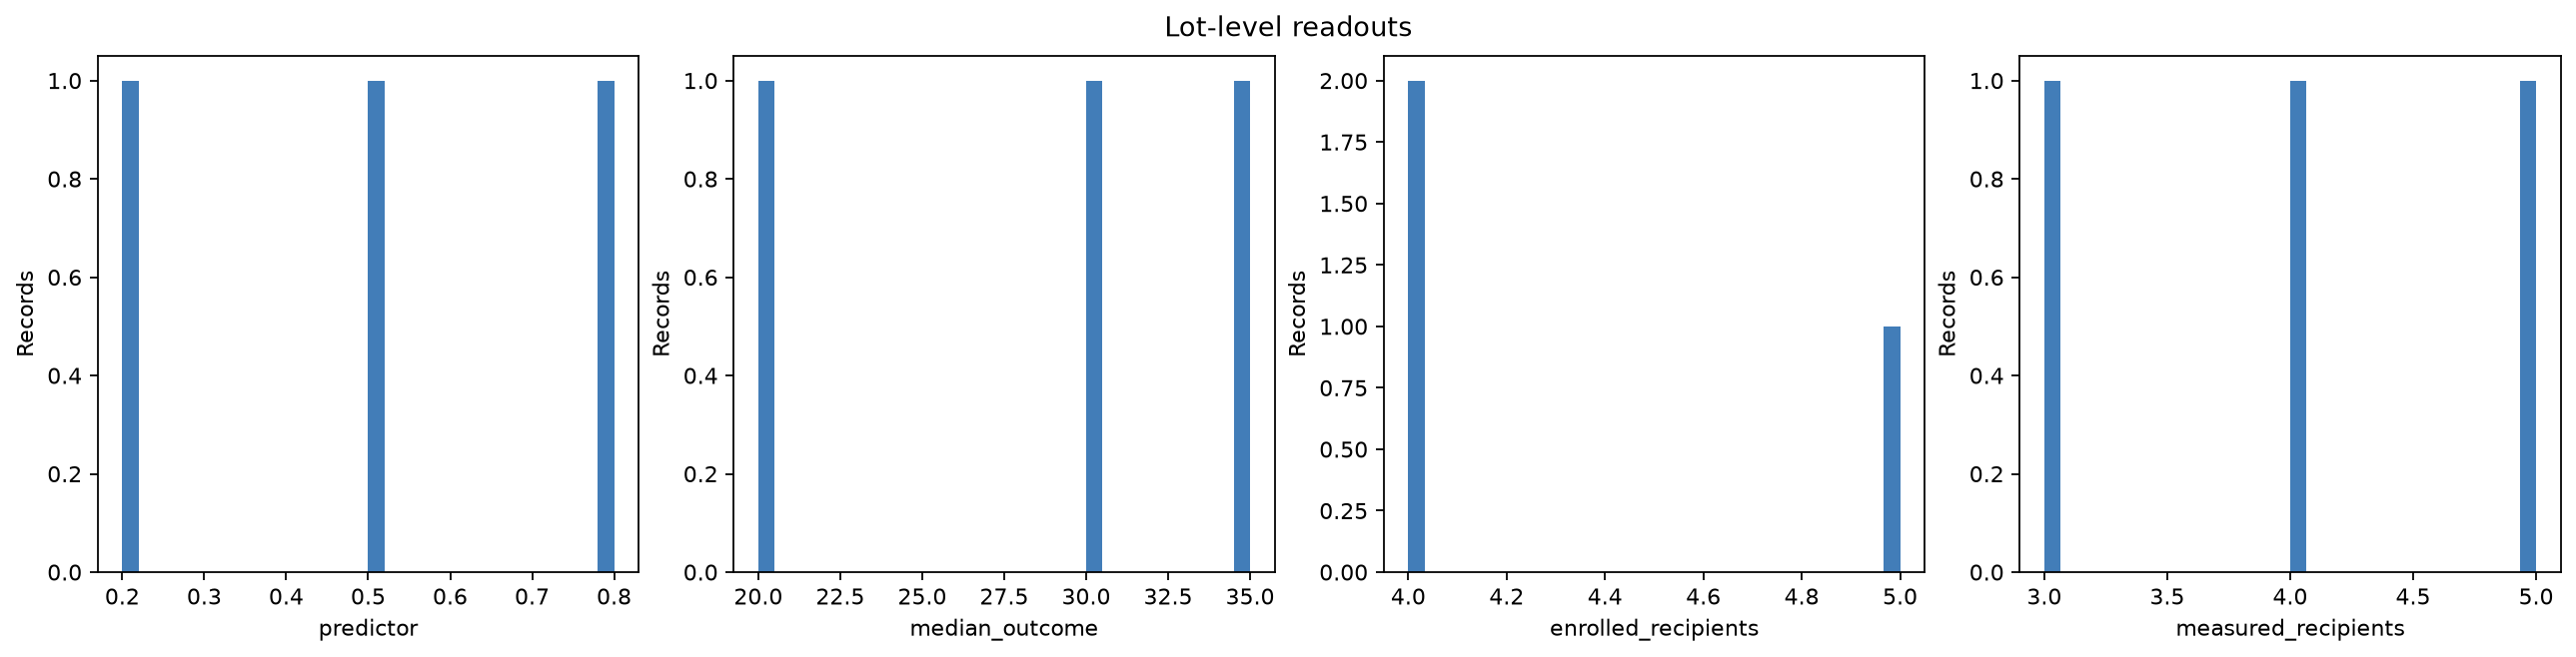 Lot-level readouts
Records
1.0
0.8
0.6
0.4
0.2
0.0
0.2 0.3 0.4 0.5 0.6 0.7 0.8
predictor
Records
1.0
0.8
0.6
0.4
0.2
0.0
20.0 22.5 25.0 27.5 30.0 32.5 35.0
median_outcome
Records
2.00
1.75
1.50
1.25
1.00
0.75
0.50
0.25
0.00
4.0 4.2 4.4 4.6 4.8 5.0
enrolled_recipients
Records
1.0
0.8
0.6
0.4
0.2
0.0
3.0 3.5 4.0 4.5 5.0
measured_recipients